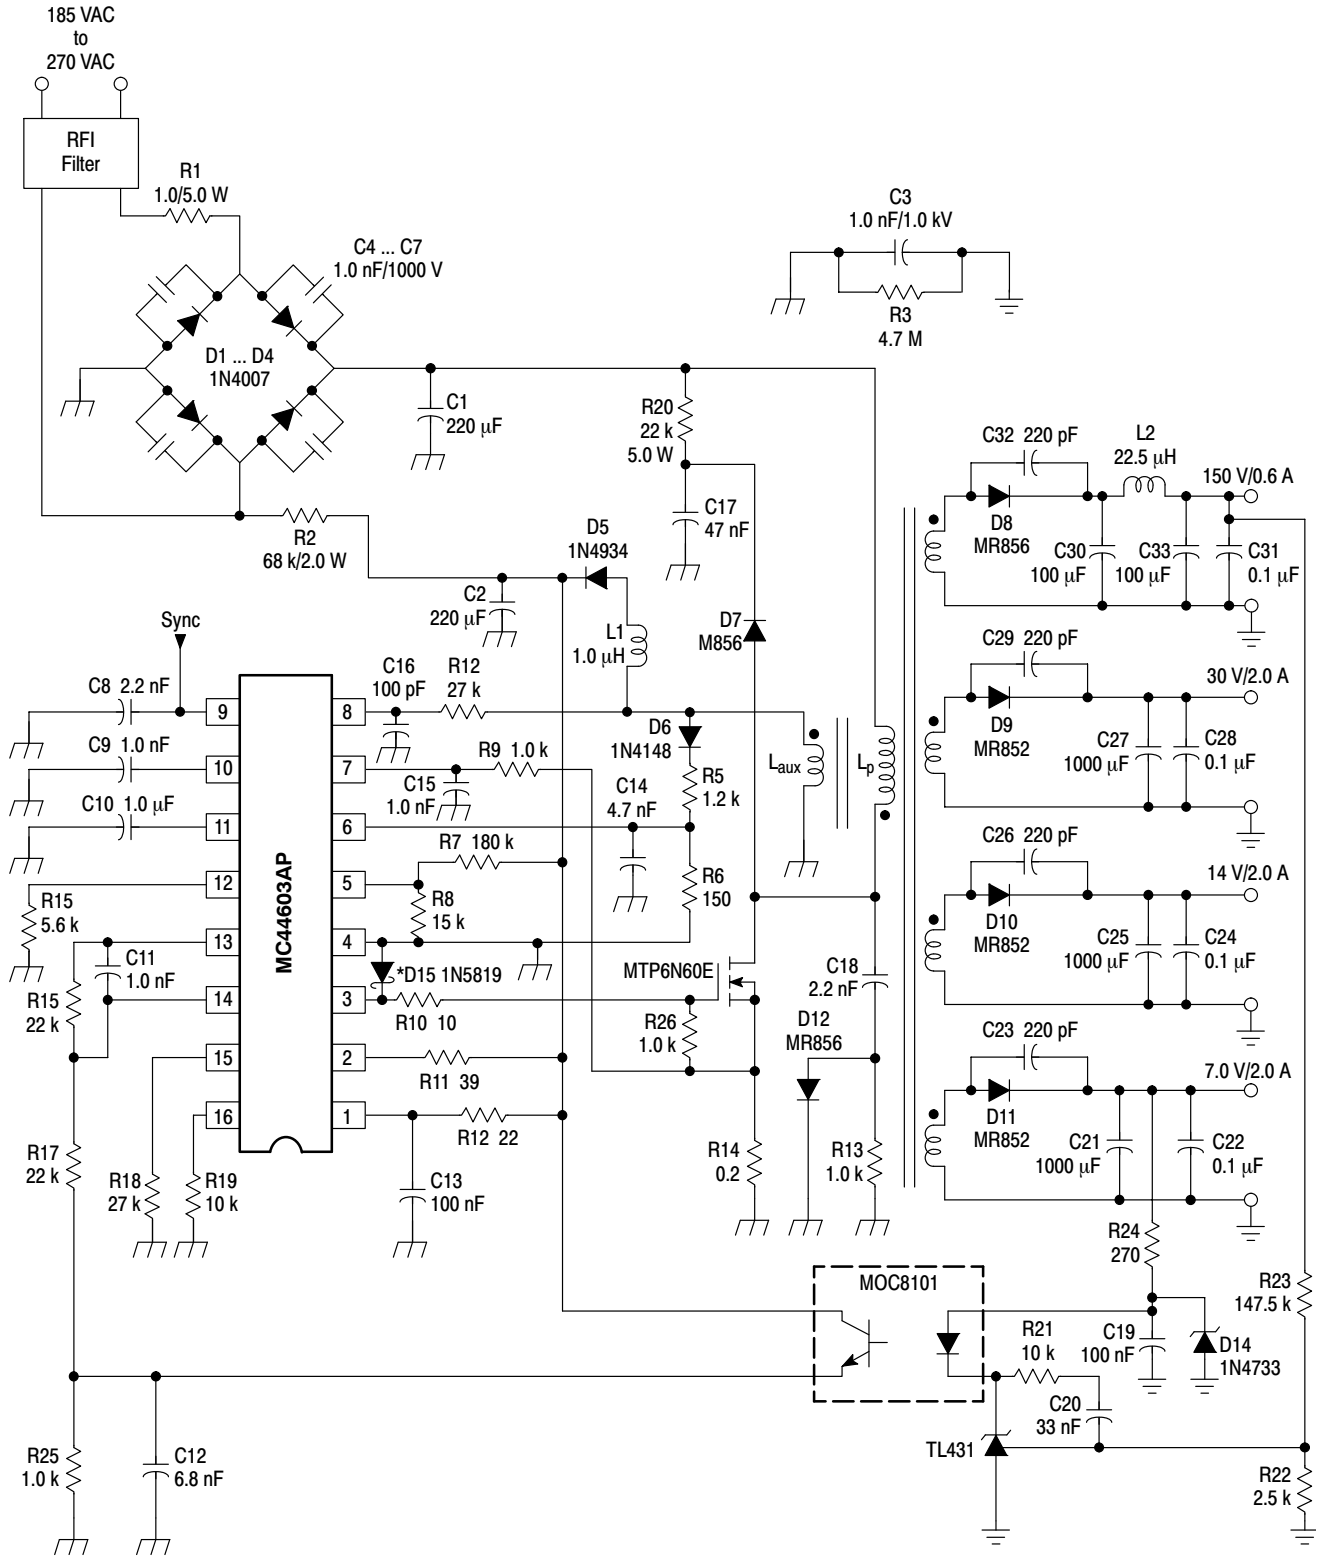 185 VAC
to
270 VAC
RFI
Filter
R1
1.0/5.0 W
C4 ... C7
1.0 nF/1000 V
D1 ... D4
1N4007
C3
1.0 nF/1.0 kV
R3
4.7 M
C1
220 µF
R20
22 k
5.0 W
C17
47 nF
R2
68 k/2.0 W
D5
1N4934
C2
220 µF
L1
1.0 µH
D7
M856
C32 220 pF
L2
22.5 µH
150 V/0.6 A
D8
MR856
C30
100 µF
C33
100 µF
C31
0.1 µF
Sync
C8 2.2 nF
C9 1.0 nF
C10 1.0 µF
C16
100 pF
R12
27 k
D6
1N4148
R9 1.0 k
C15
1.0 nF
C14
4.7 nF
R5
1.2 k
Laux
Lp
C29 220 pF
30 V/2.0 A
D9
MR852
C27
1000 µF
C28
0.1 µF
MC44603AP
9
10
11
12
13
14
15
16
8
7
6
5
4
3
2
1
R7 180 k
R8
15 k
R6
150
R15
5.6 k
C11
1.0 nF
R15
22 k
*D15 1N5819
R10 10
MTP6N60E
R26
1.0 k
C18
2.2 nF
D12
MR856
C26 220 pF
14 V/2.0 A
D10
MR852
C25
1000 µF
C24
0.1 µF
R11 39
R12 22
R17
22 k
R18
27 k
R19
10 k
C13
100 nF
R14
0.2
R13
1.0 k
C23 220 pF
7.0 V/2.0 A
D11
MR852
C21
1000 µF
C22
0.1 µF
R24
270
R23
147.5 k
MOC8101
R21
10 k
C19
100 nF
D14
1N4733
C20
33 nF
TL431
R25
1.0 k
C12
6.8 nF
R22
2.5 k